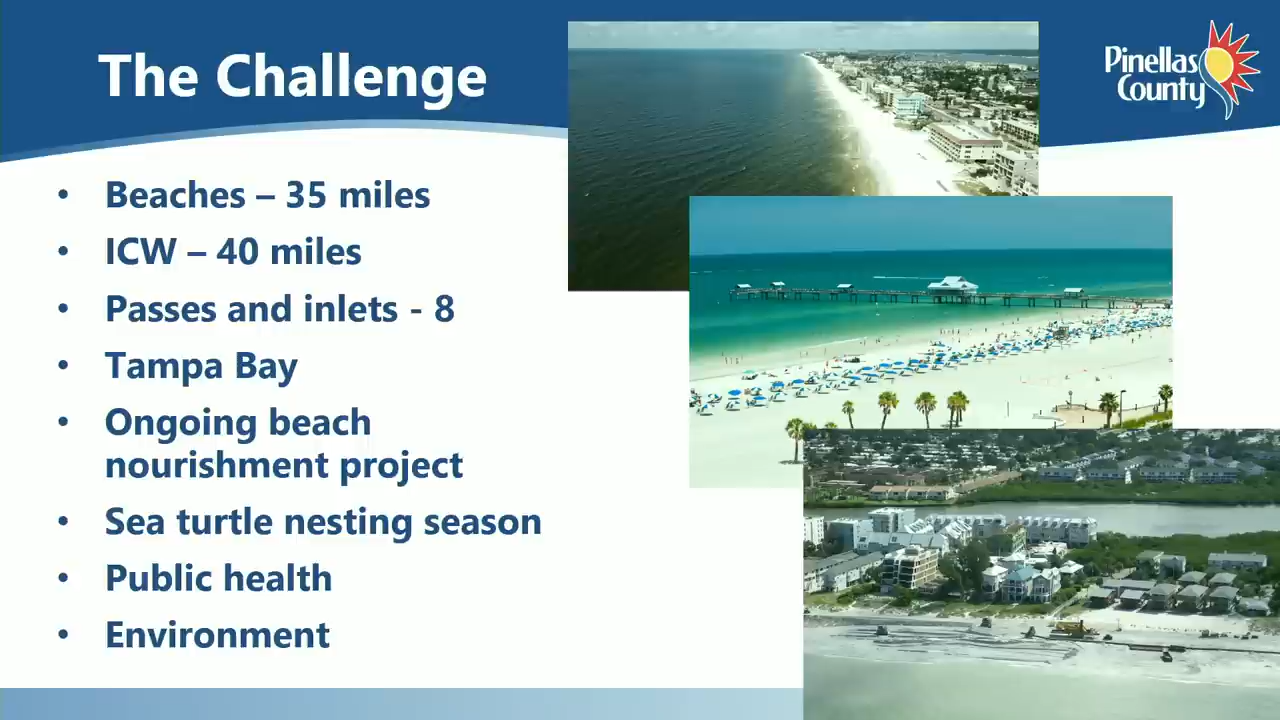 The Challenge
Pinellas
County
• Beaches – 35 miles
• ICW – 40 miles
• Passes and inlets - 8
• Tampa Bay
• Ongoing beach
nourishment project
• Sea turtle nesting season
• Public health
• Environment